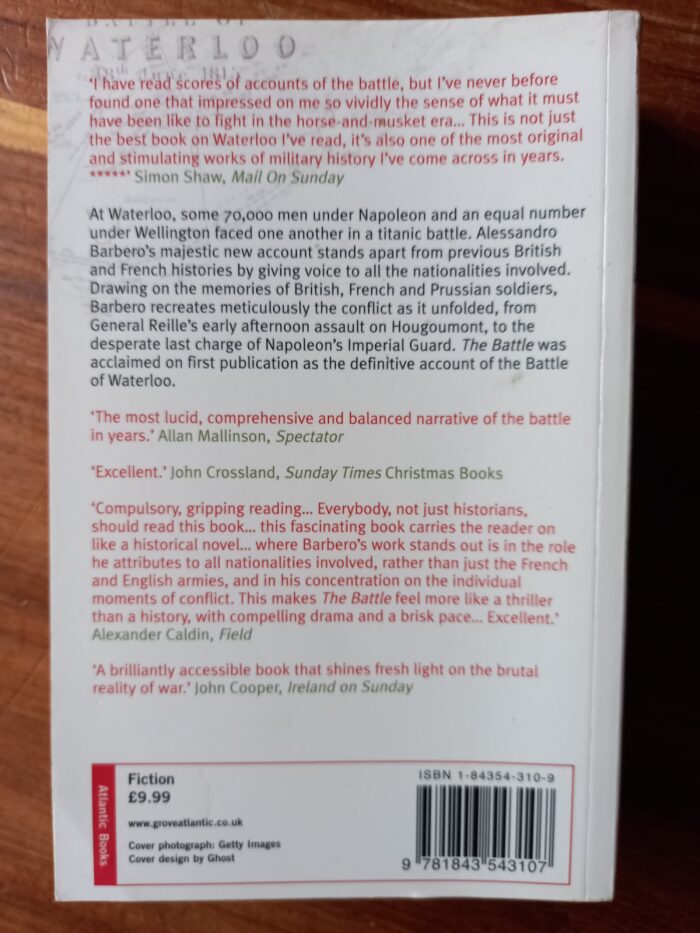 BATTLE OF
WATERLOO
18th June 1815
'I have read scores of accounts of the battle, but I've never before
found one that impressed on me so vividly the sense of what it must
have been like to fight in the horse-and-musket era... This is not just
the best book on Waterloo I've read, it's also one of the most original
and stimulating works of military history I've come across in years.
*****' Simon Shaw, Mail On Sunday
At Waterloo, some 70,000 men under Napoleon and an equal number
under Wellington faced one another in a titanic battle. Alessandro
Barbero's majestic new account stands apart from previous British
and French histories by giving voice to all the nationalities involved.
Drawing on the memories of British, French and Prussian soldiers,
Barbero recreates meticulously the conflict as it unfolded, from
General Reille's early afternoon assault on Hougoumont, to the
desperate last charge of Napoleon's Imperial Guard. The Battle was
acclaimed on first publication as the definitive account of the Battle
of Waterloo.
'The most lucid, comprehensive and balanced narrative of the battle
in years.' Allan Mallinson, Spectator
'Excellent.' John Crossland, Sunday Times Christmas Books
'Compulsory, gripping reading... Everybody, not just historians,
should read this book... this fascinating book carries the reader on
like a historical novel... where Barbero's work stands out is in the role
he attributes to all nationalities involved, rather than just the French
and English armies, and in his concentration on the individual
moments of conflict. This makes The Battle feel more like a thriller
than a history, with compelling drama and a brisk pace... Excellent.'
Alexander Caldin, Field
'A brilliantly accessible book that shines fresh light on the brutal
reality of war.' John Cooper, Ireland on Sunday
Atlantic Books
Fiction
£9.99
www.groveatlantic.co.uk
Cover photograph: Getty Images
Cover design by Ghost
ISBN 1-84354-310-9
9 781843 543107